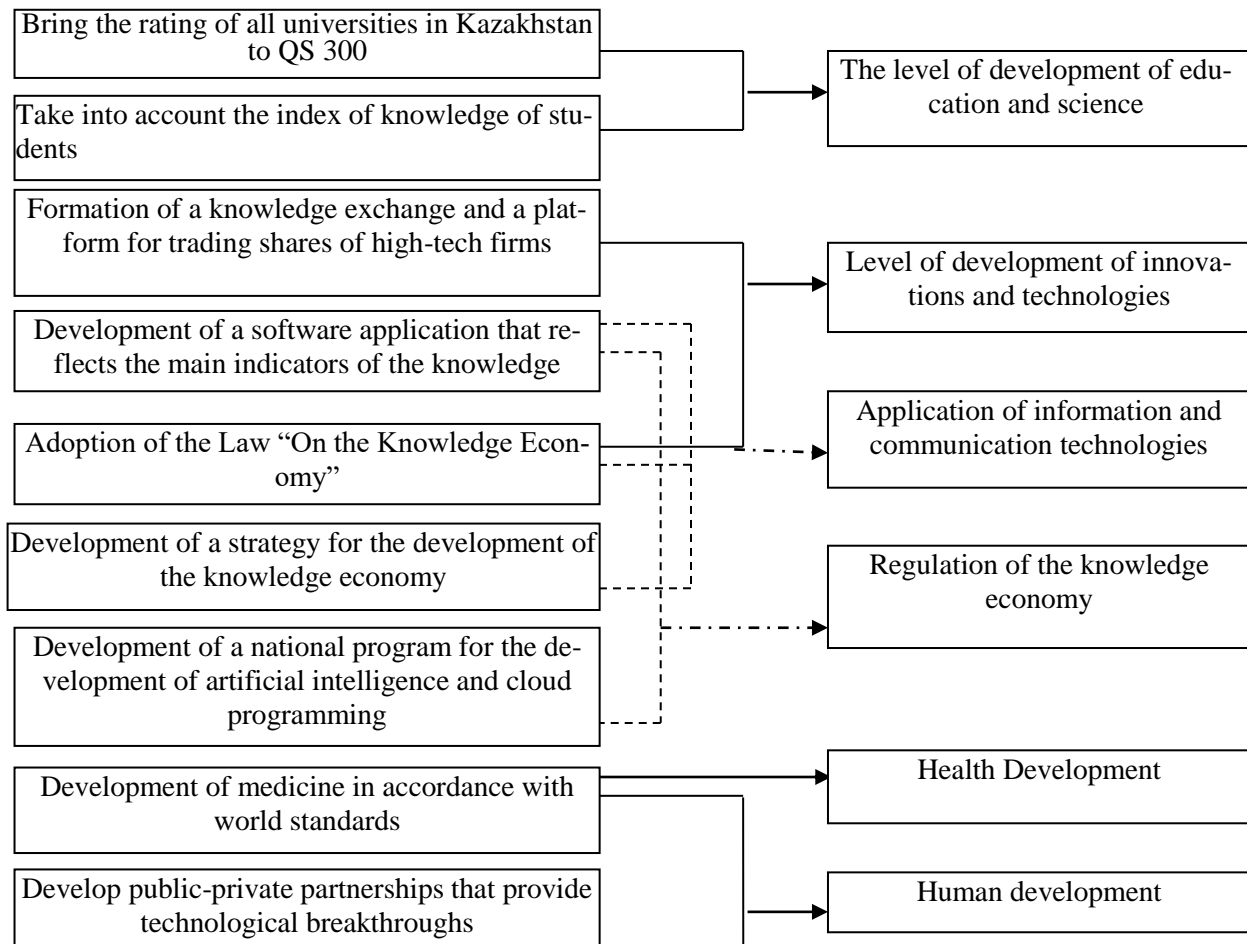 Bring the rating of all universities in Kazakhstan
to QS 300
Take into account the index of knowledge of stu-
dents
Formation of a knowledge exchange and a plat-
form for trading shares of high-tech firms
Development of a software application that re-
flects the main indicators of the knowledge
Adoption of the Law “On the Knowledge Econ-
omy”
Development of a strategy for the development of
the knowledge economy
Development of a national program for the de-
velopment of artificial intelligence and cloud
programming
Development of medicine in accordance with
world standards
Develop public-private partnerships that provide
technological breakthroughs
The level of development of edu-
cation and science
Level of development of innova-
tions and technologies
Application of information and
communication technologies
Regulation of the knowledge
economy
Health Development
Human development